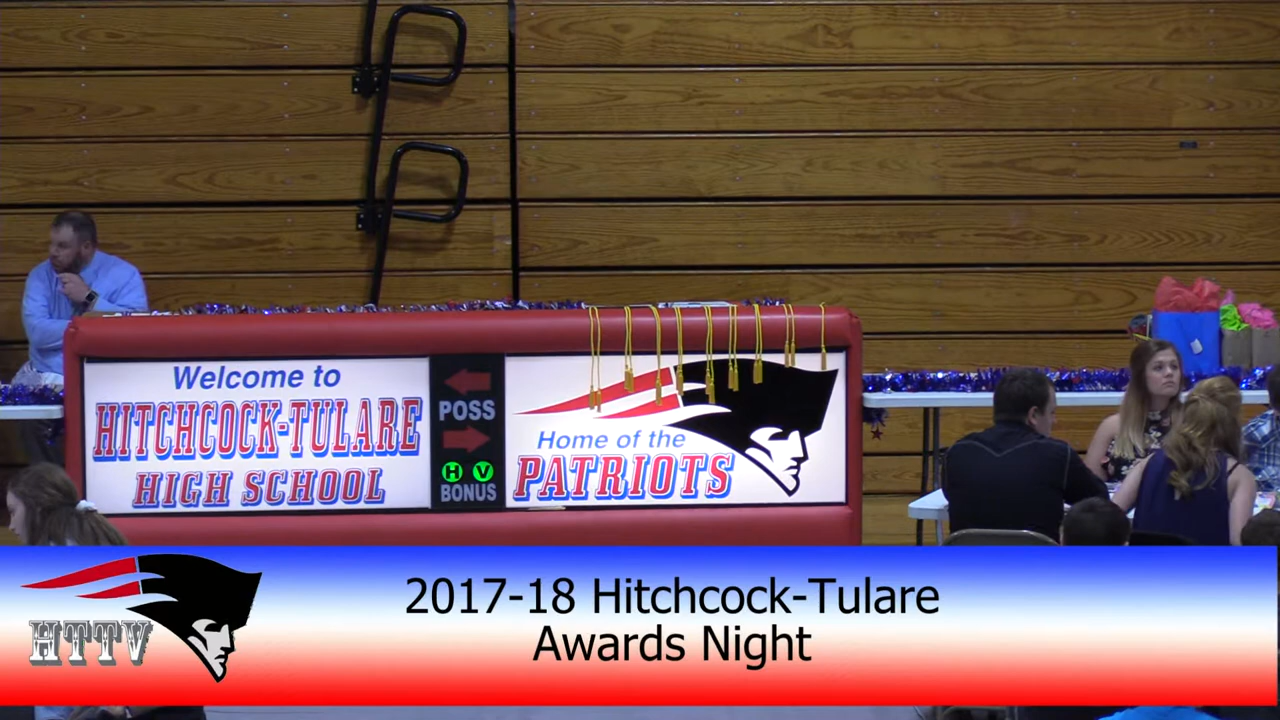 Welcome to
HITCHCOCK-TULARE
HIGH SCHOOL
POSS
H V
BONUS
Home of the
PATRIOTS
HTTV
2017-18 Hitchcock-Tulare
Awards Night